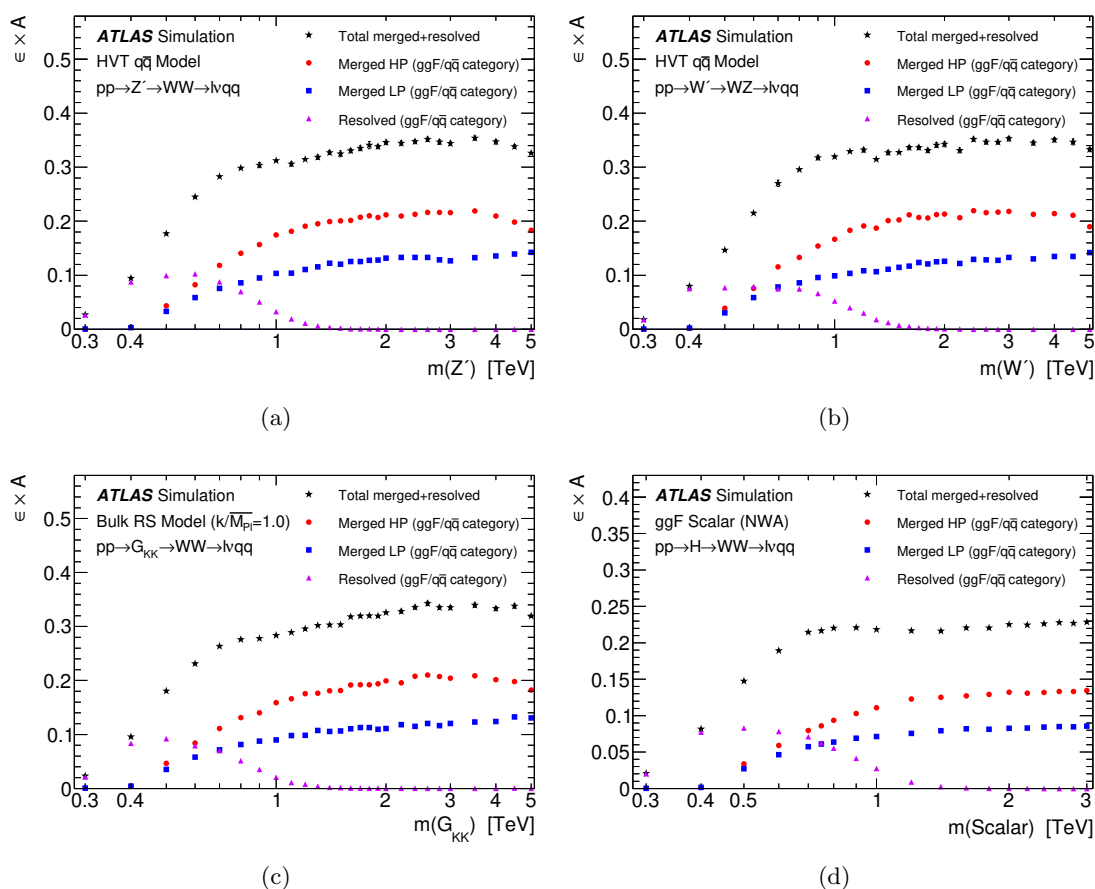 ϵ × A
0.5
0.4
0.3
0.2
0.1
0
ATLAS Simulation
HVT qq̅ Model
pp→Z′→WW→lνqq
Total merged+resolved
Merged HP (ggF/qq̅ category)
Merged LP (ggF/qq̅ category)
Resolved (ggF/qq̅ category)
0.3 0.4 1 2 3 4 5
m(Z′) [TeV]
(a)
ϵ × A
0.5
0.4
0.3
0.2
0.1
0
ATLAS Simulation
HVT qq̅ Model
pp→W′→WZ→lνqq
Total merged+resolved
Merged HP (ggF/qq̅ category)
Merged LP (ggF/qq̅ category)
Resolved (ggF/qq̅ category)
0.3 0.4 1 2 3 4 5
m(W′) [TeV]
(b)
ϵ × A
0.5
0.4
0.3
0.2
0.1
0
ATLAS Simulation
Bulk RS Model (k/M̅_Pl=1.0)
pp→G_KK→WW→lνqq
Total merged+resolved
Merged HP (ggF/qq̅ category)
Merged LP (ggF/qq̅ category)
Resolved (ggF/qq̅ category)
0.3 0.4 1 2 3 4 5
m(G_KK) [TeV]
(c)
ϵ × A
0.4
0.35
0.3
0.25
0.2
0.15
0.1
0.05
0
ATLAS Simulation
ggF Scalar (NWA)
pp→H→WW→lνqq
Total merged+resolved
Merged HP (ggF/qq̅ category)
Merged LP (ggF/qq̅ category)
Resolved (ggF/qq̅ category)
0.3 0.4 0.5 1 2 3
m(Scalar) [TeV]
(d)